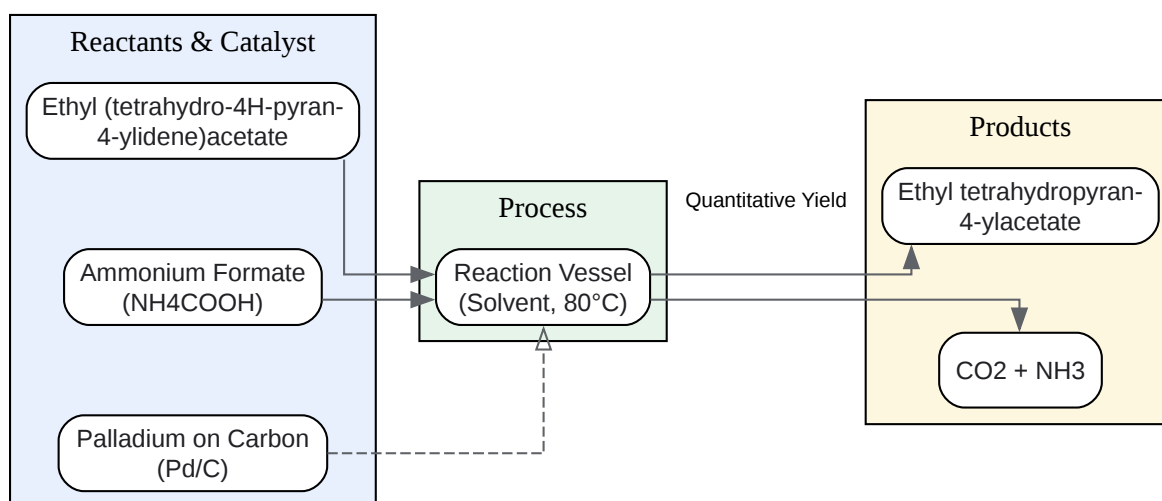 Reactants & Catalyst
Ethyl (tetrahydro-4H-pyran-
4-ylidene)acetate
Ammonium Formate
(NH4COOH)
Palladium on Carbon
(Pd/C)
Process
Reaction Vessel
(Solvent, 80°C)
Quantitative Yield
Products
Ethyl tetrahydropyran-
4-ylacetate
CO2 + NH3